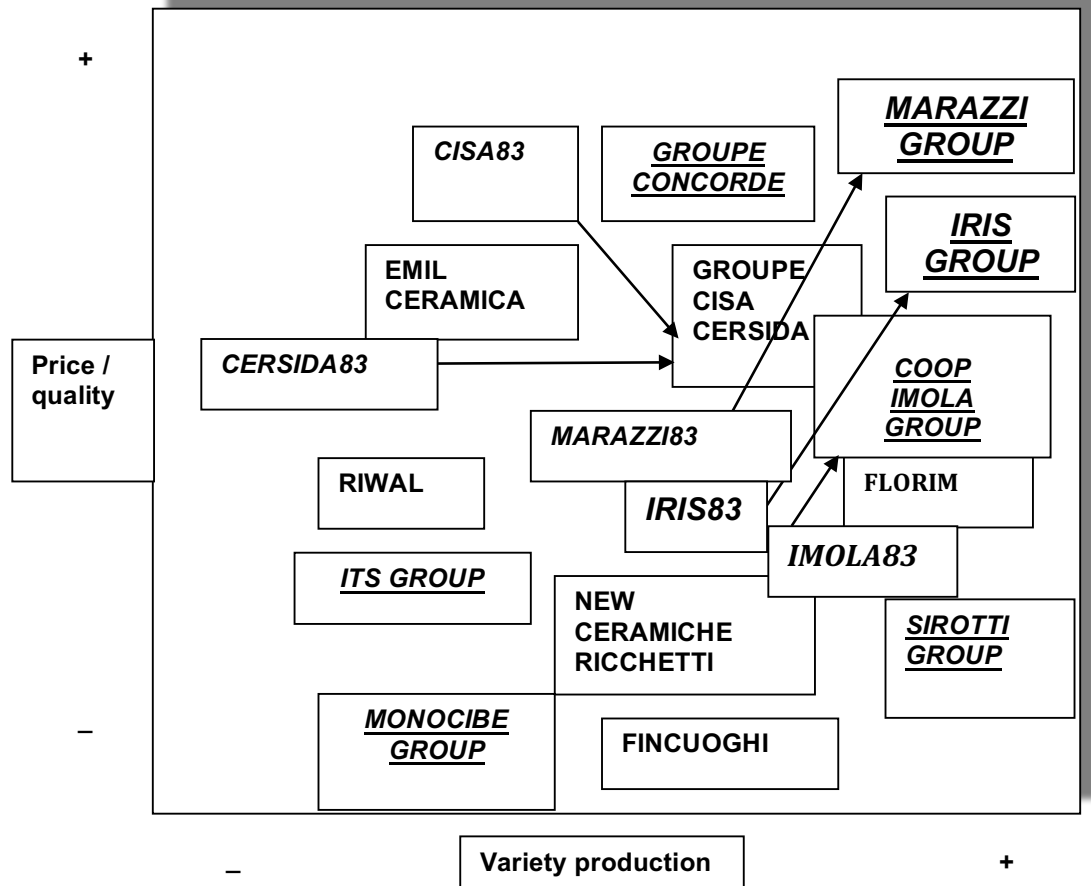 +
MARAZZI
GROUP
CISA83
GROUPE
CONCORDE
IRIS
GROUP
EMIL
CERAMICA
GROUPE
CISA
CERSIDA
Price /
quality
CERSIDA83
COOP
IMOLA
GROUP
MARAZZI83
RIWAL
FLORIM
IRIS83
IMOLA83
ITS GROUP
NEW
CERAMICHE
RICCHETTI
SIROTTI
GROUP
MONOCIBE
GROUP
FINCUOGHI
–
–
Variety production
+